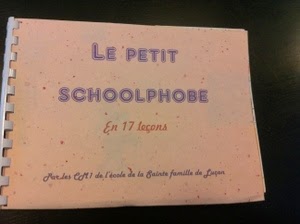 Le petit
schoolphobe
En 17 leçons
Par les CM1 de l'école de la Sainte famille de Luçon